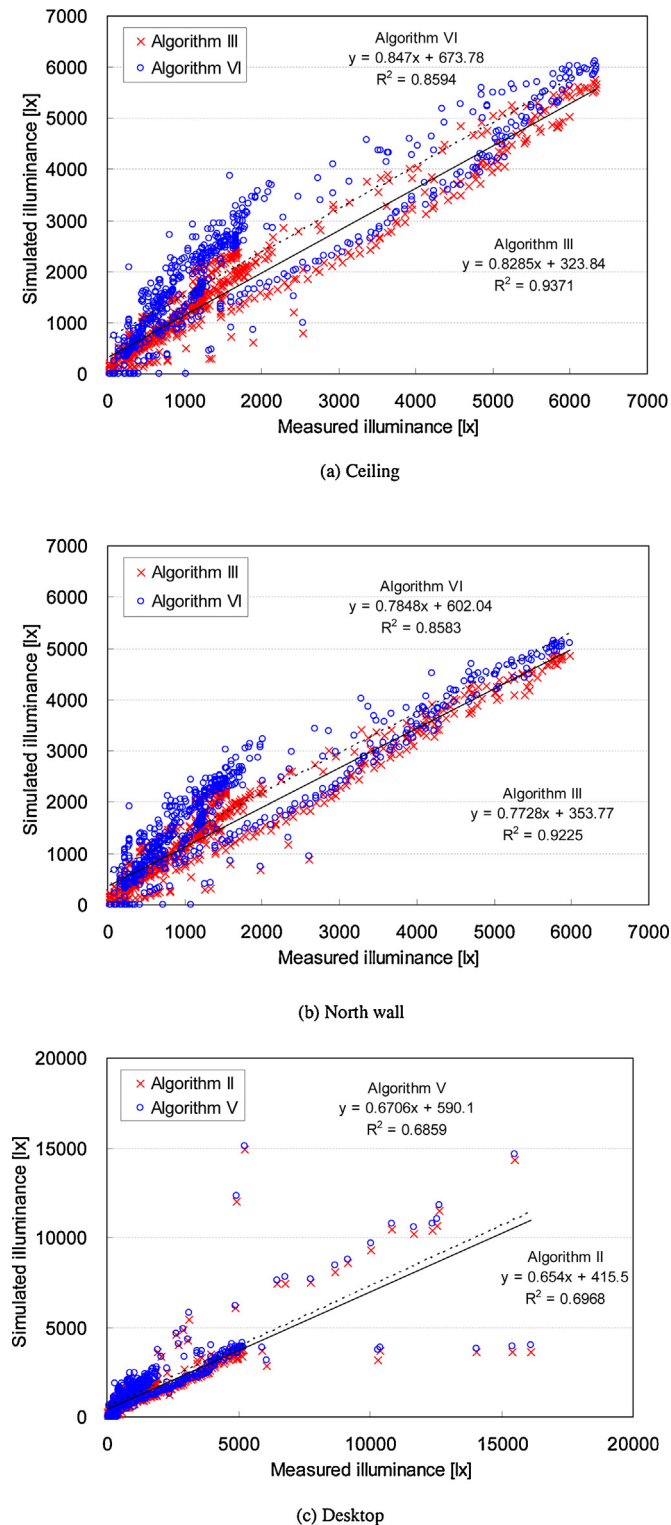 7000
6000
5000
4000
3000
2000
1000
0
Simulated illuminance [lx]
Algorithm III
Algorithm VI
Algorithm VI
y = 0.847x + 673.78
R² = 0.8594
Algorithm III
y = 0.8285x + 323.84
R² = 0.9371
0 1000 2000 3000 4000 5000 6000 7000
Measured illuminance [lx]
(a) Ceiling
7000
6000
5000
4000
3000
2000
1000
0
Simulated illuminance [lx]
Algorithm III
Algorithm VI
Algorithm VI
y = 0.7848x + 602.04
R² = 0.8583
Algorithm III
y = 0.7728x + 353.77
R² = 0.9225
0 1000 2000 3000 4000 5000 6000 7000
Measured illuminance [lx]
(b) North wall
20000
15000
10000
5000
0
Simulated illuminance [lx]
Algorithm II
Algorithm V
Algorithm V
y = 0.6706x + 590.1
R² = 0.6859
Algorithm II
y = 0.654x + 415.5
R² = 0.6968
0 5000 10000 15000 20000
Measured illuminance [lx]
(c) Desktop